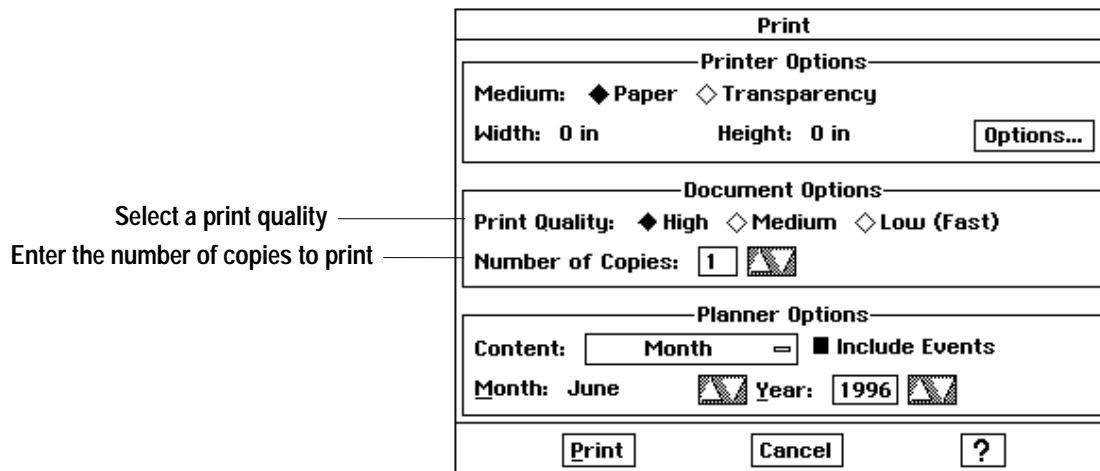 Print
Printer Options
Medium: Paper Transparency
Width: 0 in Height: 0 in Options...
Document Options
Select a print quality
Print Quality: High Medium Low (Fast)
Enter the number of copies to print
Number of Copies: 1
Planner Options
Content: Month Include Events
Month: June Year: 1996
Print Cancel ?